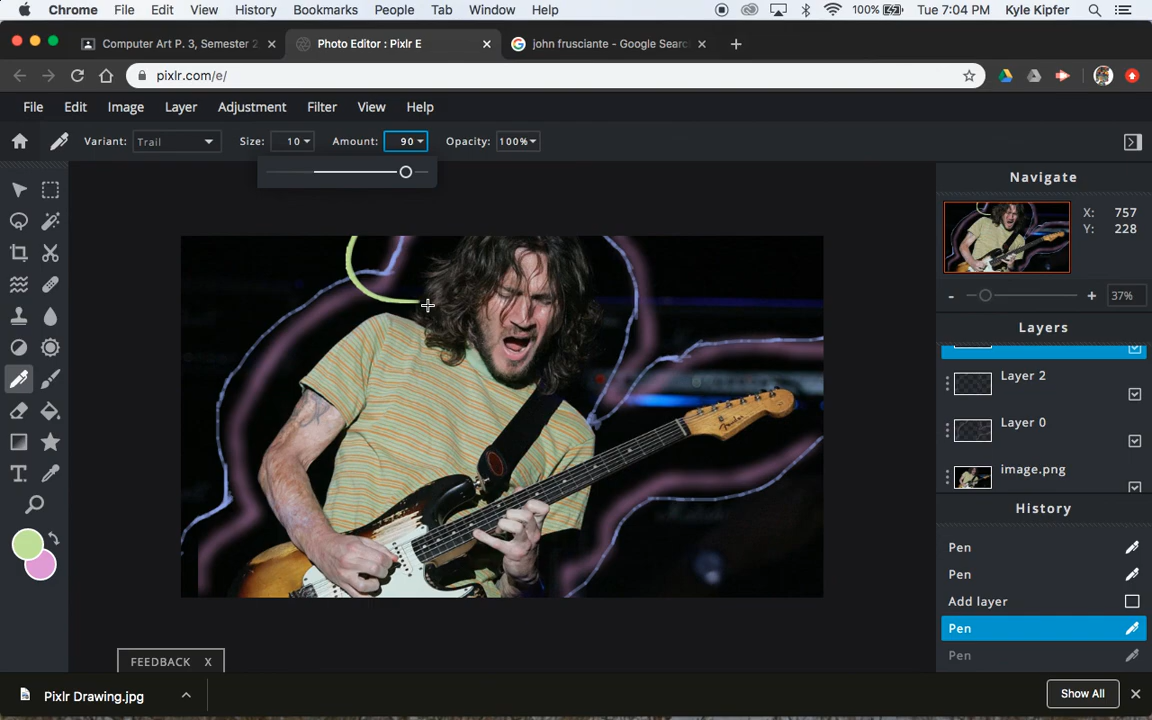 Chrome File Edit View History Bookmarks People Tab Window Help 100% Tue 7:04 PM Kyle Kipfer
Computer Art P. 3, Semester 2 Photo Editor : Pixlr E john frusciante - Google Searc
pixlr.com/e/
File Edit Image Layer Adjustment Filter View Help
Variant: Trail Size: 10 Amount: 90 Opacity: 100%
Navigate
X: 757
Y: 228
- + 37%
Layers
Layer 2
Layer 0
image.png
Fender
History
Pen
Pen
Add layer
Pen
Pen
FEEDBACK X
Pixlr Drawing.jpg Show All